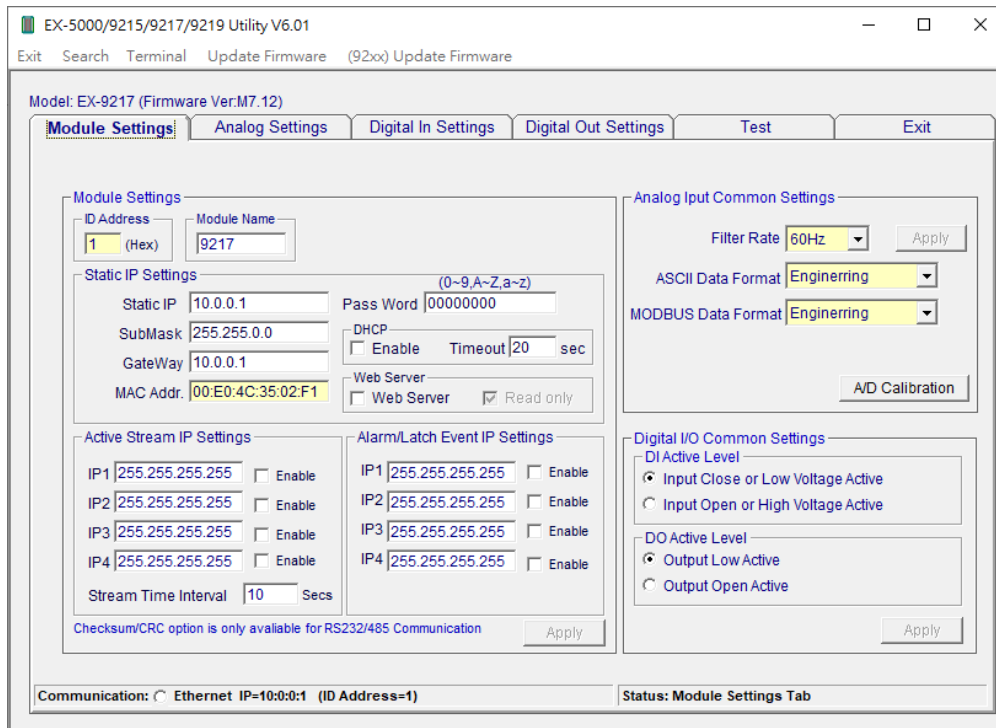 EX-5000/9215/9217/9219 Utility V6.01
Exit Search Terminal Update Firmware (92xx) Update Firmware
Model: EX-9217 (Firmware Ver:M7.12)
Module Settings Analog Settings Digital In Settings Digital Out Settings Test Exit
Module Settings
ID Address
1 (Hex)
Module Name
9217
Static IP Settings
Static IP 10.0.0.1
SubMask 255.255.0.0
GateWay 10.0.0.1
MAC Addr. 00:E0:4C:35:02:F1
(0~9,A~Z,a~z)
Pass Word 00000000
DHCP
Enable Timeout 20 sec
Web Server
Web Server Read only
Active Stream IP Settings
IP1 255.255.255.255 Enable
IP2 255.255.255.255 Enable
IP3 255.255.255.255 Enable
IP4 255.255.255.255 Enable
Stream Time Interval 10 Secs
Alarm/Latch Event IP Settings
IP1 255.255.255.255 Enable
IP2 255.255.255.255 Enable
IP3 255.255.255.255 Enable
IP4 255.255.255.255 Enable
Checksum/CRC option is only avaliable for RS232/485 Communication
Apply
Analog Iput Common Settings
Filter Rate 60Hz Apply
ASCII Data Format Enginerring
MODBUS Data Format Enginerring
A/D Calibration
Digital I/O Common Settings
DI Active Level
Input Close or Low Voltage Active
Input Open or High Voltage Active
DO Active Level
Output Low Active
Output Open Active
Apply
Communication: Ethernet IP=10:0:0:1 (ID Address=1)
Status: Module Settings Tab